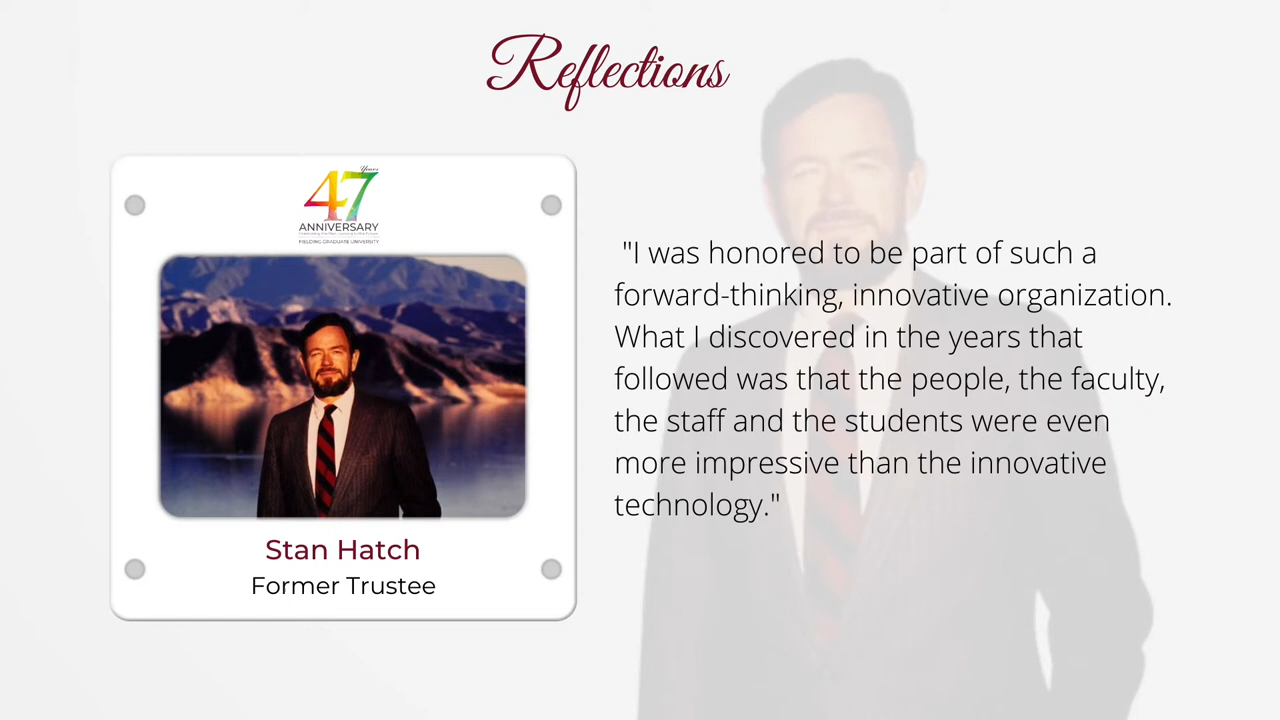 Reflections
Years
47
ANNIVERSARY
FIELDING GRADUATE UNIVERSITY
Stan Hatch
Former Trustee
"I was honored to be part of such a
forward-thinking, innovative organization.
What I discovered in the years that
followed was that the people, the faculty,
the staff and the students were even
more impressive than the innovative
technology."